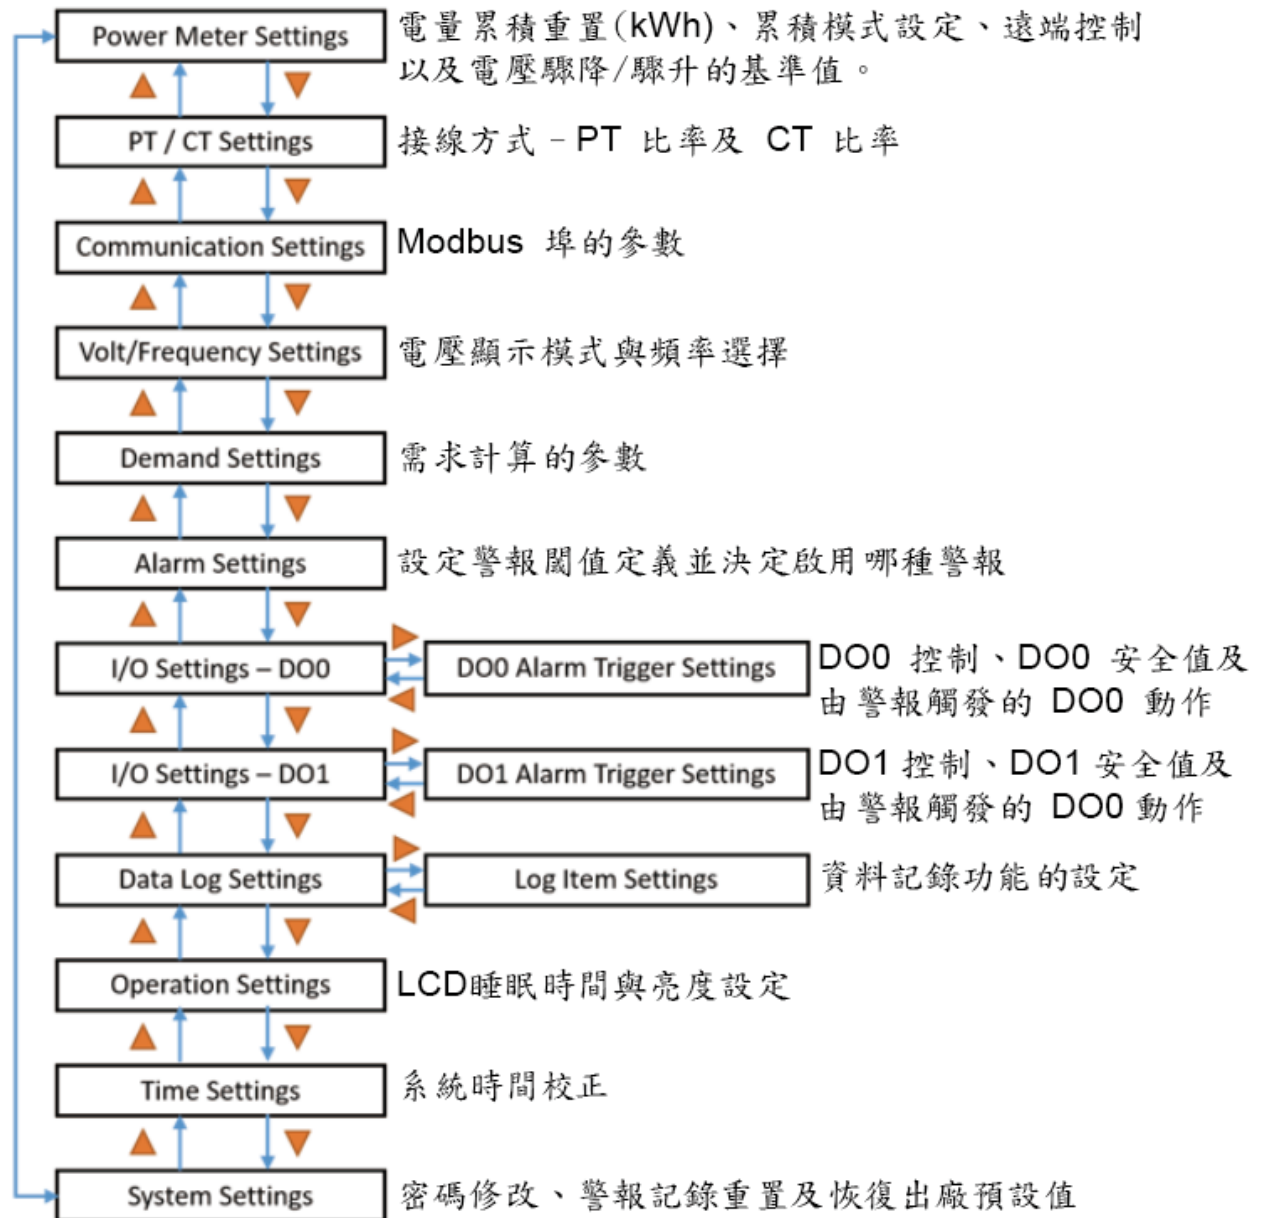 Power Meter Settings
電量累積重置(kWh)、累積模式設定、遠端控制
以及電壓驟降/驟升的基準值。
PT / CT Settings
接線方式 - PT 比率及 CT 比率
Communication Settings
Modbus 埠的參數
Volt/Frequency Settings
電壓顯示模式與頻率選擇
Demand Settings
需求計算的參數
Alarm Settings
設定警報閾值定義並決定啟用哪種警報
I/O Settings – DO0
DO0 Alarm Trigger Settings
DO0 控制、DO0 安全值及
由警報觸發的 DO0 動作
I/O Settings – DO1
DO1 Alarm Trigger Settings
DO1 控制、DO1 安全值及
由警報觸發的 DO0 動作
Data Log Settings
Log Item Settings
資料記錄功能的設定
Operation Settings
LCD睡眠時間與亮度設定
Time Settings
系統時間校正
System Settings
密碼修改、警報記錄重置及恢復出廠預設值